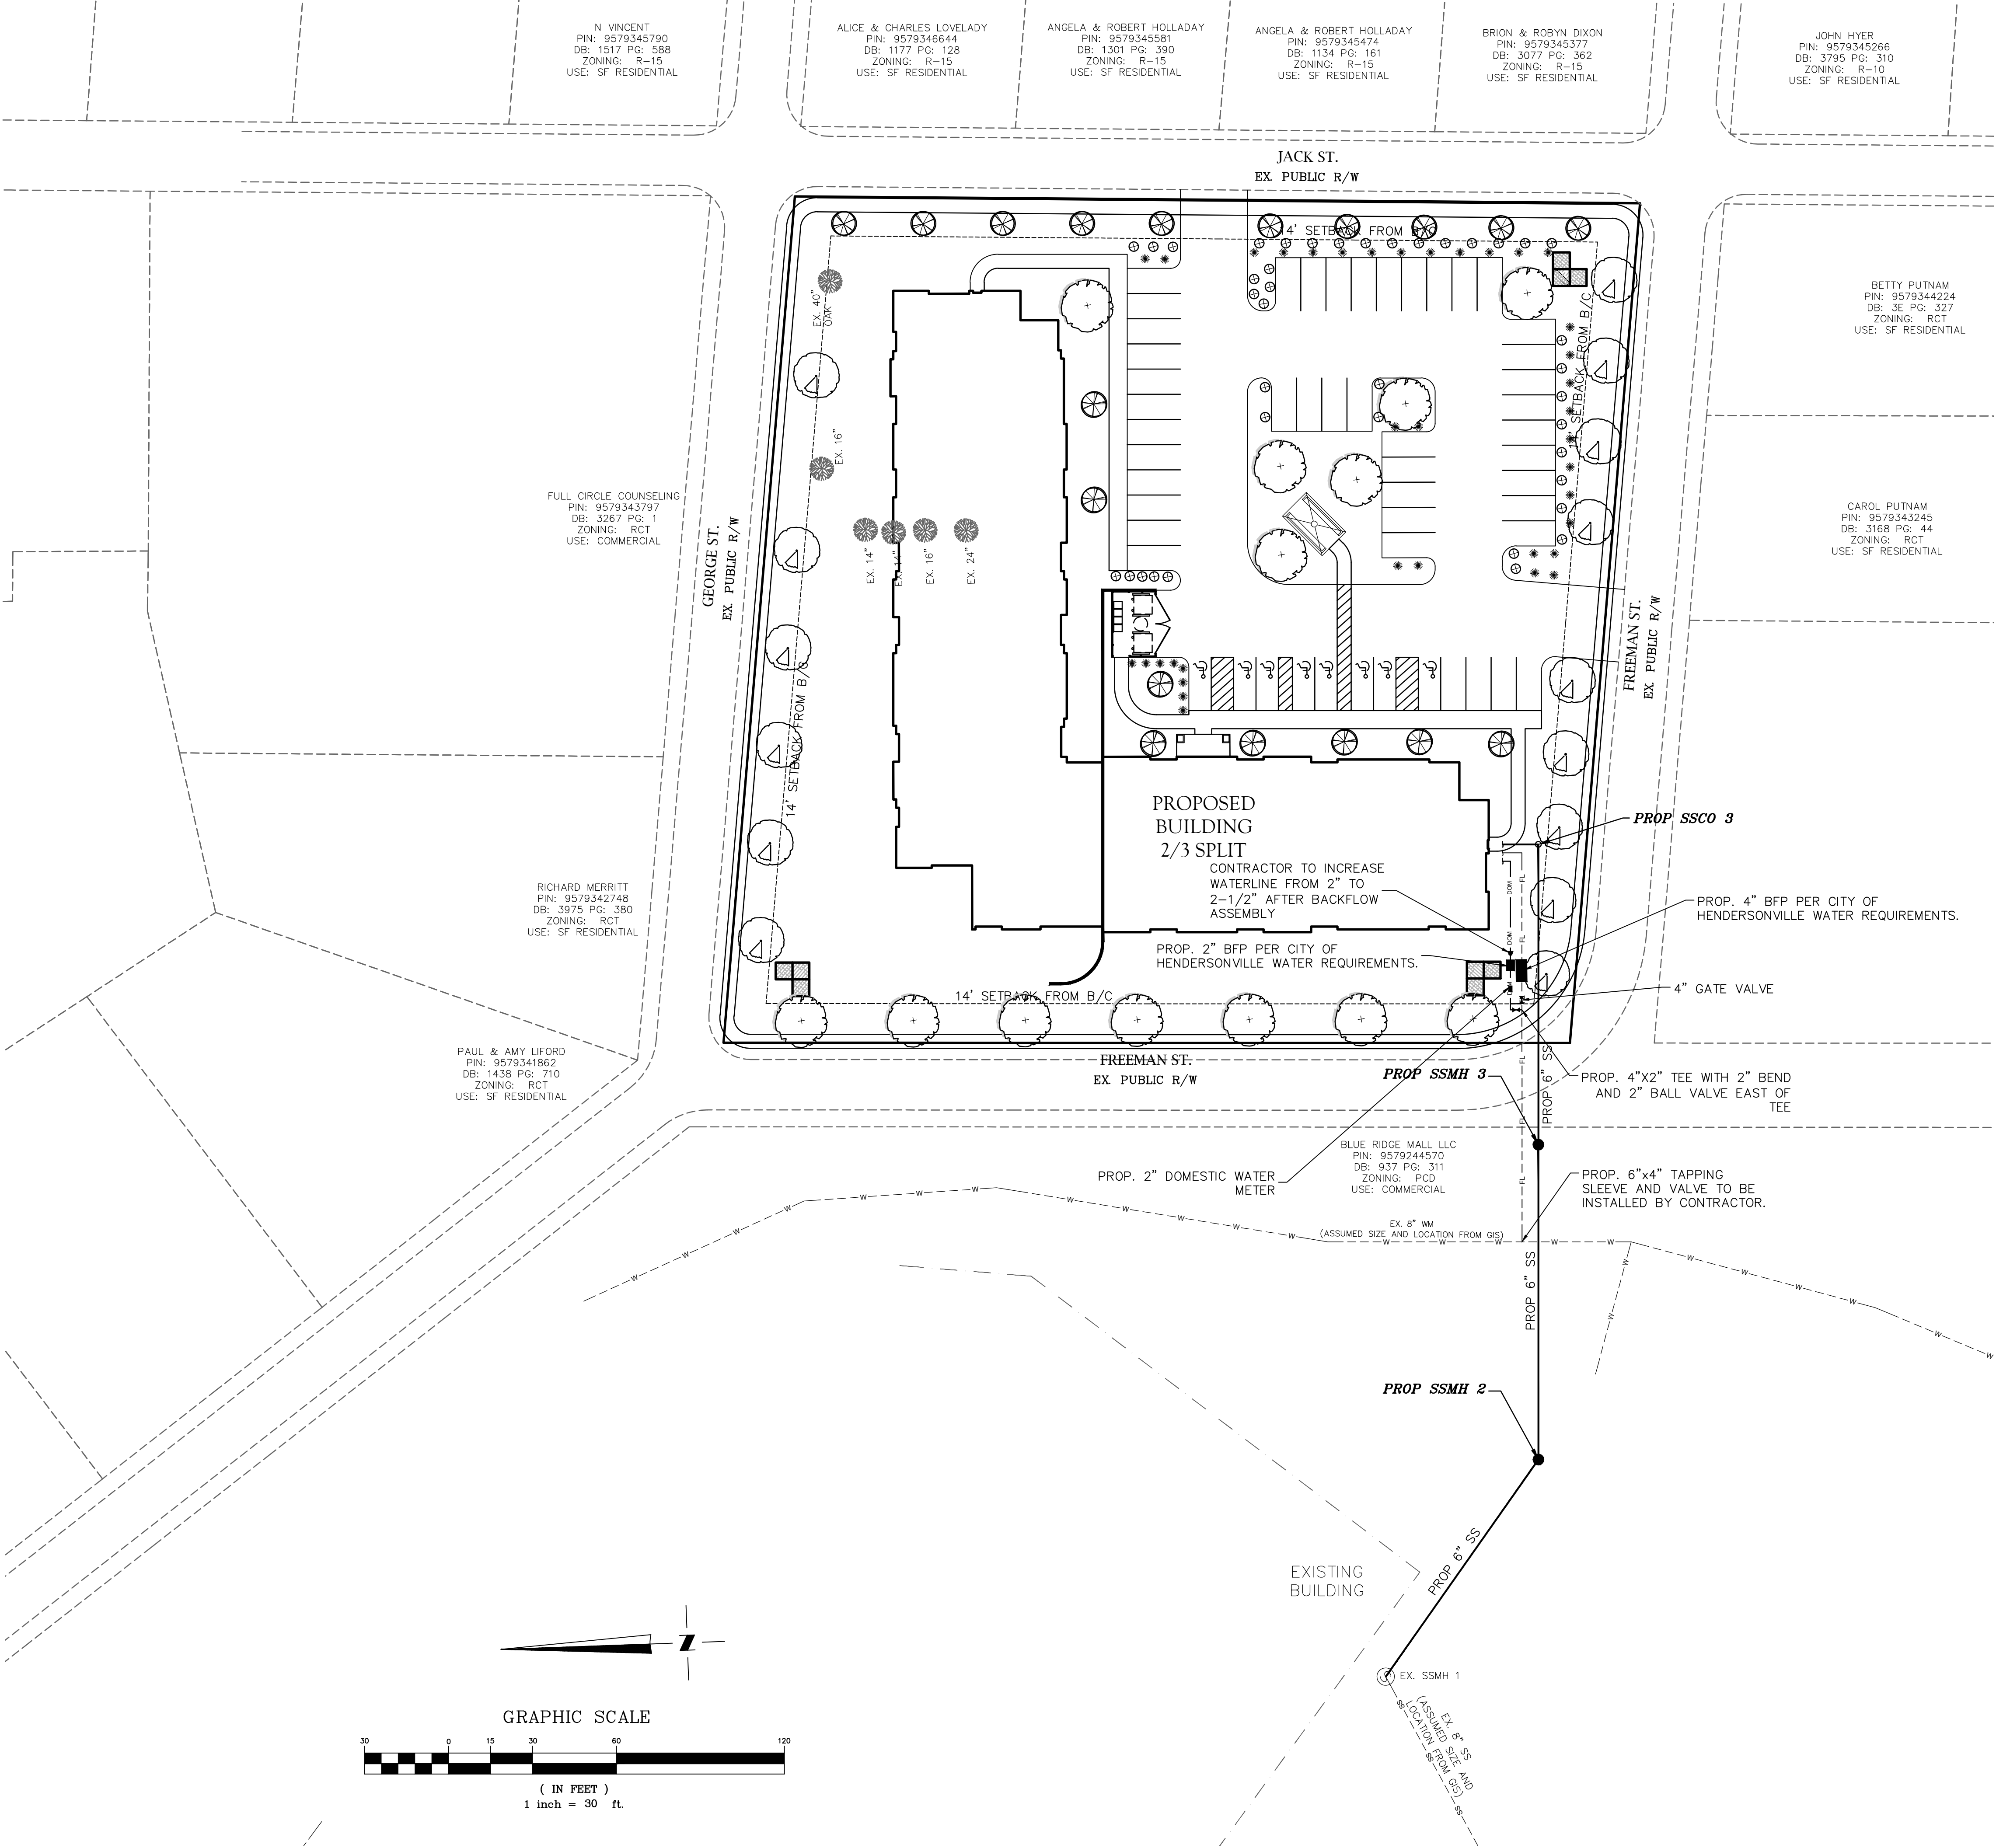 N VINCENT
PIN: 9579345790
DB: 1517 PG: 588
ZONING: R-15
USE: SF RESIDENTIAL
ALICE & CHARLES LOVELADY
PIN: 9579346644
DB: 1177 PG: 128
ZONING: R-15
USE: SF RESIDENTIAL
ANGELA & ROBERT HOLLADAY
PIN: 9579345581
DB: 1301 PG: 390
ZONING: R-15
USE: SF RESIDENTIAL
ANGELA & ROBERT HOLLADAY
PIN: 9579345474
DB: 1134 PG: 161
ZONING: R-15
USE: SF RESIDENTIAL
BRION & ROBYN DIXON
PIN: 9579345377
DB: 3077 PG: 362
ZONING: R-15
USE: SF RESIDENTIAL
JOHN HYER
PIN: 9579345266
DB: 3795 PG: 310
ZONING: R-10
USE: SF RESIDENTIAL
JACK ST.
EX. PUBLIC R/W
14' SETBACK FROM B/C
EX. 40"
OAK
14' SETBACK FROM B/C
BETTY PUTNAM
PIN: 9579344224
DB: 3E PG: 327
ZONING: RCT
USE: SF RESIDENTIAL
EX. 16"
FULL CIRCLE COUNSELING
PIN: 9579343797
DB: 3267 PG: 1
ZONING: RCT
USE: COMMERCIAL
GEORGE ST.
EX. PUBLIC R/W
EX. 14"
EX. 14"
EX. 16"
EX. 24"
CAROL PUTNAM
PIN: 9579343245
DB: 3168 PG: 44
ZONING: RCT
USE: SF RESIDENTIAL
FREEMAN ST.
EX. PUBLIC R/W
14' SETBACK FROM B/C
PROPOSED
BUILDING
2/3 SPLIT
CONTRACTOR TO INCREASE
WATERLINE FROM 2" TO
2-1/2" AFTER BACKFLOW
ASSEMBLY
PROP SSCO 3
DOM
FL
PROP. 4" BFP PER CITY OF
HENDERSONVILLE WATER REQUIREMENTS.
RICHARD MERRITT
PIN: 9579342748
DB: 3975 PG: 380
ZONING: RCT
USE: SF RESIDENTIAL
DOM
FL
PROP. 2" BFP PER CITY OF
HENDERSONVILLE WATER REQUIREMENTS.
DOM
4" GATE VALVE
14' SETBACK FROM B/C
PAUL & AMY LIFORD
PIN: 9579341862
DB: 1438 PG: 710
ZONING: RCT
USE: SF RESIDENTIAL
FREEMAN ST.
EX. PUBLIC R/W
FL
PROP SSMH 3
PROP 6" SS
PROP. 4"X2" TEE WITH 2" BEND
AND 2" BALL VALVE EAST OF
TEE
FL
BLUE RIDGE MALL LLC
PIN: 9579244570
DB: 937 PG: 311
ZONING: PCD
USE: COMMERCIAL
PROP. 2" DOMESTIC WATER
METER
FL
PROP. 6"x4" TAPPING
SLEEVE AND VALVE TO BE
INSTALLED BY CONTRACTOR.
EX. 8" WM
(ASSUMED SIZE AND LOCATION FROM GIS)
W W W W W W W W W W W W W W W W W W W W W W W
PROP 6" SS
PROP SSMH 2
PROP 6" SS
EXISTING
BUILDING
EX. SSMH 1
S
EX. 8" SS
(ASSUMED SIZE AND
LOCATION FROM GIS)
SS SS SS
Z
GRAPHIC SCALE
30 0 15 30 60 120
( IN FEET )
1 inch = 30 ft.